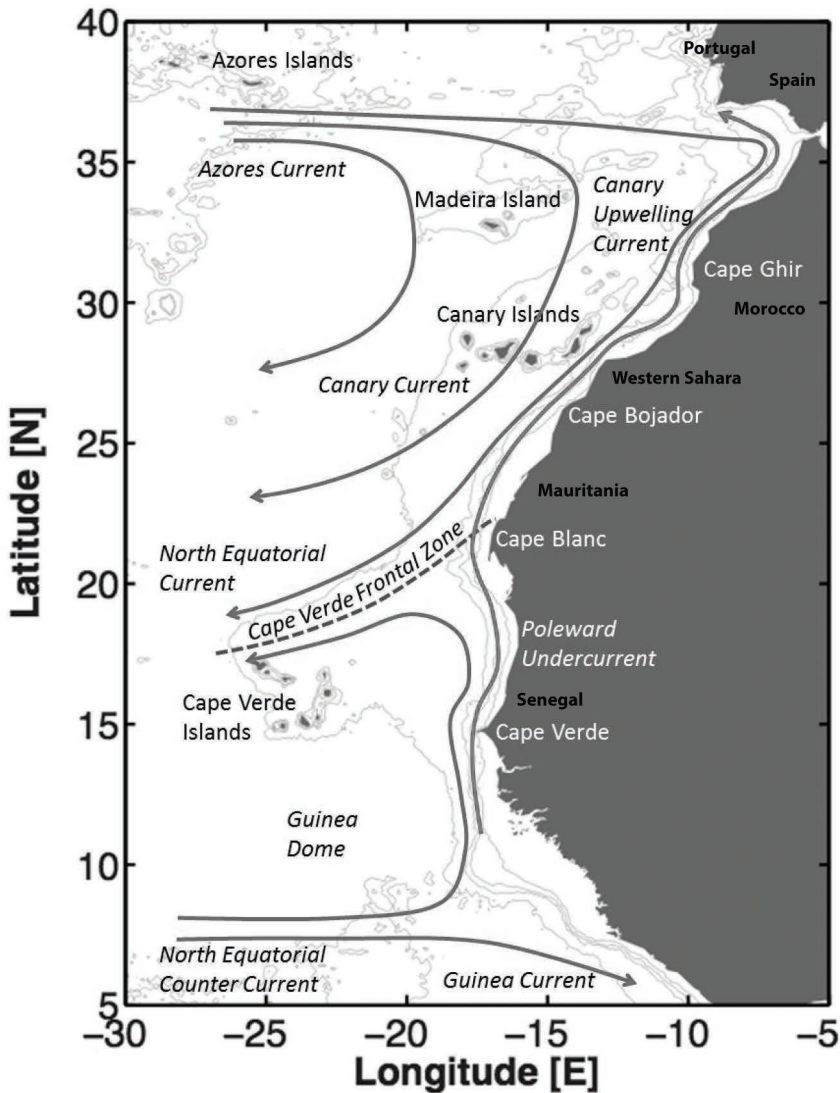 40
Portugal
Azores Islands
Spain
35
Azores Current
Canary
Upwelling
Current
Madeira Island
Cape Ghir
30
Morocco
Canary Islands
Western Sahara
Canary Current
Cape Bojador
25
Mauritania
Cape Blanc
North Equatorial
Current
Cape Verde Frontal Zone
20
Poleward
Undercurrent
Senegal
Cape Verde
Islands
15
Cape Verde
Guinea
Dome
10
North Equatorial
Counter Current
Guinea Current
5
−30 −25 −20 −15 −10 −5
Latitude [N]
Longitude [E]